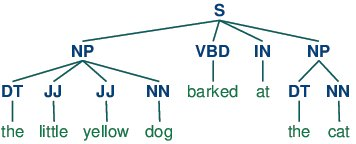 S
NP VBD IN NP
DT JJ JJ NN barked at DT NN
the little yellow dog the cat